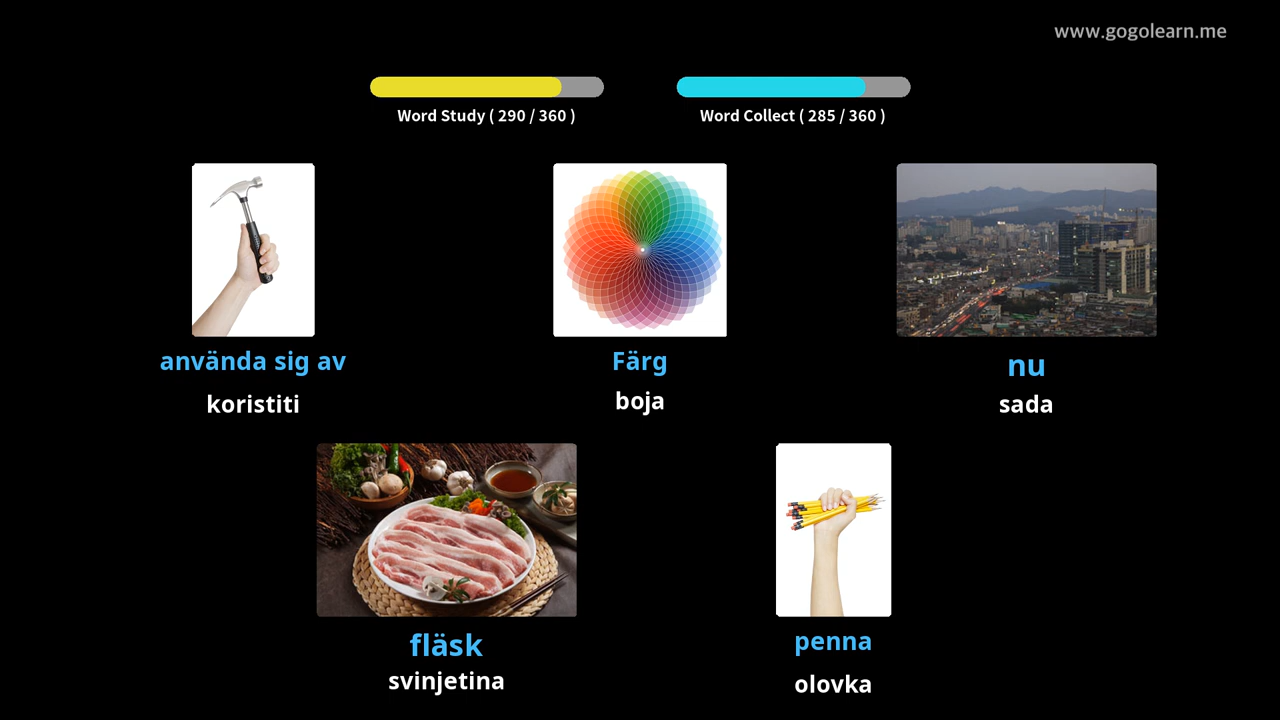 www.gogolearn.me
Word Study ( 290 / 360 )
Word Collect ( 285 / 360 )
använda sig av
koristiti
Färg
boja
nu
sada
fläsk
svinjetina
penna
olovka